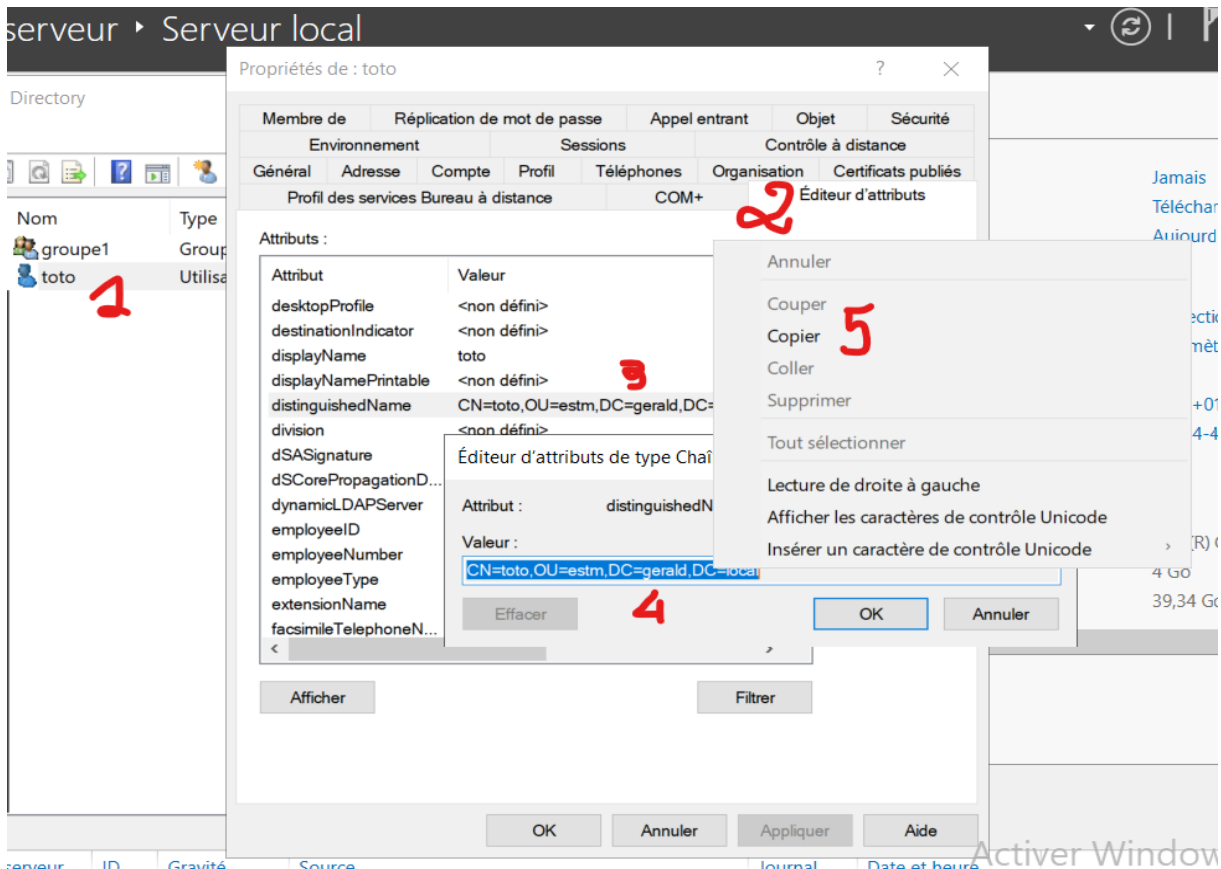 serveur ‣ Serveur local
Propriétés de : toto
?
Directory
Membre de Réplication de mot de passe Appel entrant Objet Sécurité
Environnement Sessions Contrôle à distance
Général Adresse Compte Profil Téléphones Organisation Certificats publiés
Profil des services Bureau à distance COM+ Éditeur d'attributs
Nom Type
groupe1 Group
toto Utilisa
1
2
Jamais
Téléchar
Aujourd
Attributs :
Attribut Valeur
desktopProfile <non défini>
destinationIndicator <non défini>
displayName toto
displayNamePrintable <non défini>
distinguishedName CN=toto,OU=estm,DC=gerald,DC=
division <non défini>
dSASignature
dSCorePropagationD...
dynamicLDAPServer
employeeID
employeeNumber
employeeType
extensionName
facsimileTelephoneN...
3
Annuler
Couper
Copier
Coller
Supprimer
Tout sélectionner
Lecture de droite à gauche
Afficher les caractères de contrôle Unicode
Insérer un caractère de contrôle Unicode
5
ectio
mèt
+01
4-4
(R) C
4 Go
39,34 Go
Éditeur d'attributs de type Chaî
Attribut : distinguishedN
Valeur :
CN=toto,OU=estm,DC=gerald,DC=local
4
Effacer OK Annuler
Afficher Filtrer
OK Annuler Appliquer Aide
Activer Window
serveur ID Gravité Source Journal Date et heure